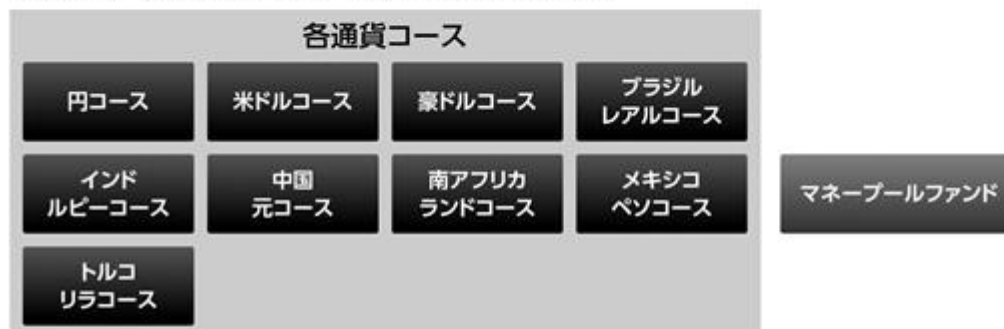 各通貨コース
円コース
米ドルコース
豪ドルコース
ブラジル
レアルコース
インド
ルピーコース
中国
元コース
南アフリカ
ランドコース
メキシコ
ペソコース
マネープールファンド
トルコ
リラコース